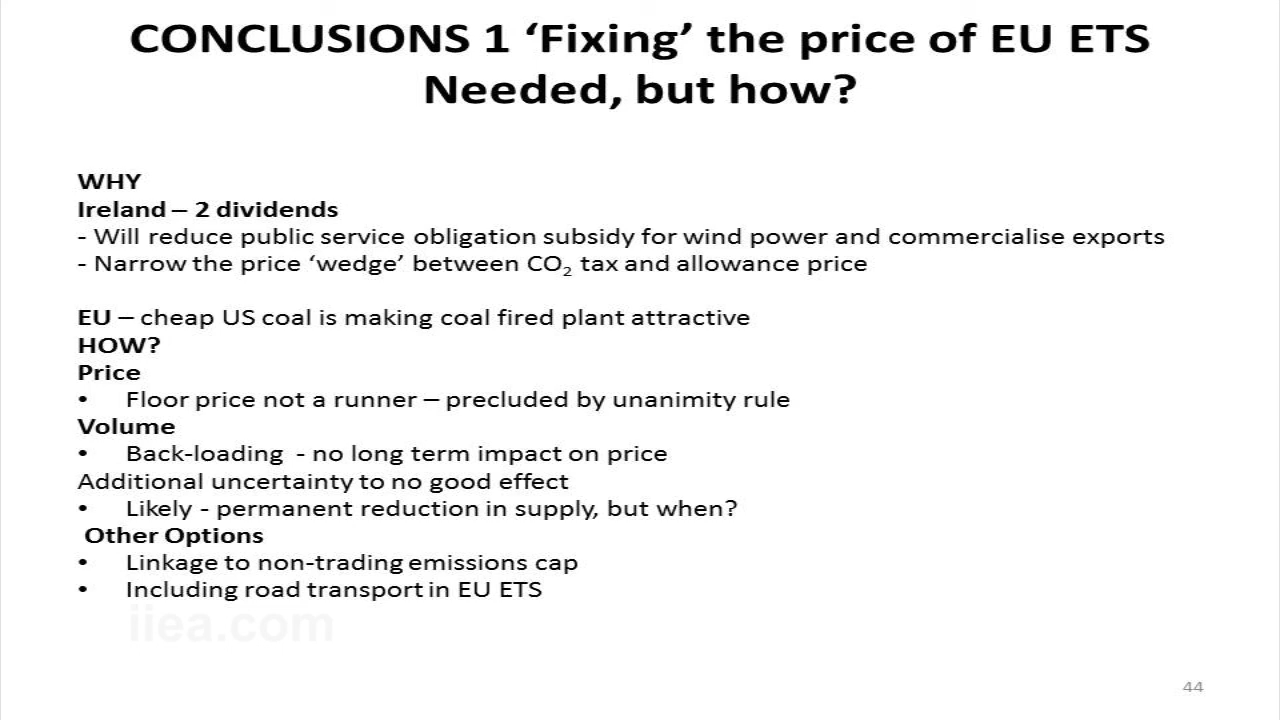 CONCLUSIONS 1 ‘Fixing’ the price of EU ETS
Needed, but how?
WHY
Ireland – 2 dividends
- Will reduce public service obligation subsidy for wind power and commercialise exports
- Narrow the price ‘wedge’ between CO₂ tax and allowance price
EU – cheap US coal is making coal fired plant attractive
HOW?
Price
• Floor price not a runner – precluded by unanimity rule
Volume
• Back-loading - no long term impact on price
Additional uncertainty to no good effect
• Likely - permanent reduction in supply, but when?
Other Options
• Linkage to non-trading emissions cap
• Including road transport in EU ETS
iiea.com
44